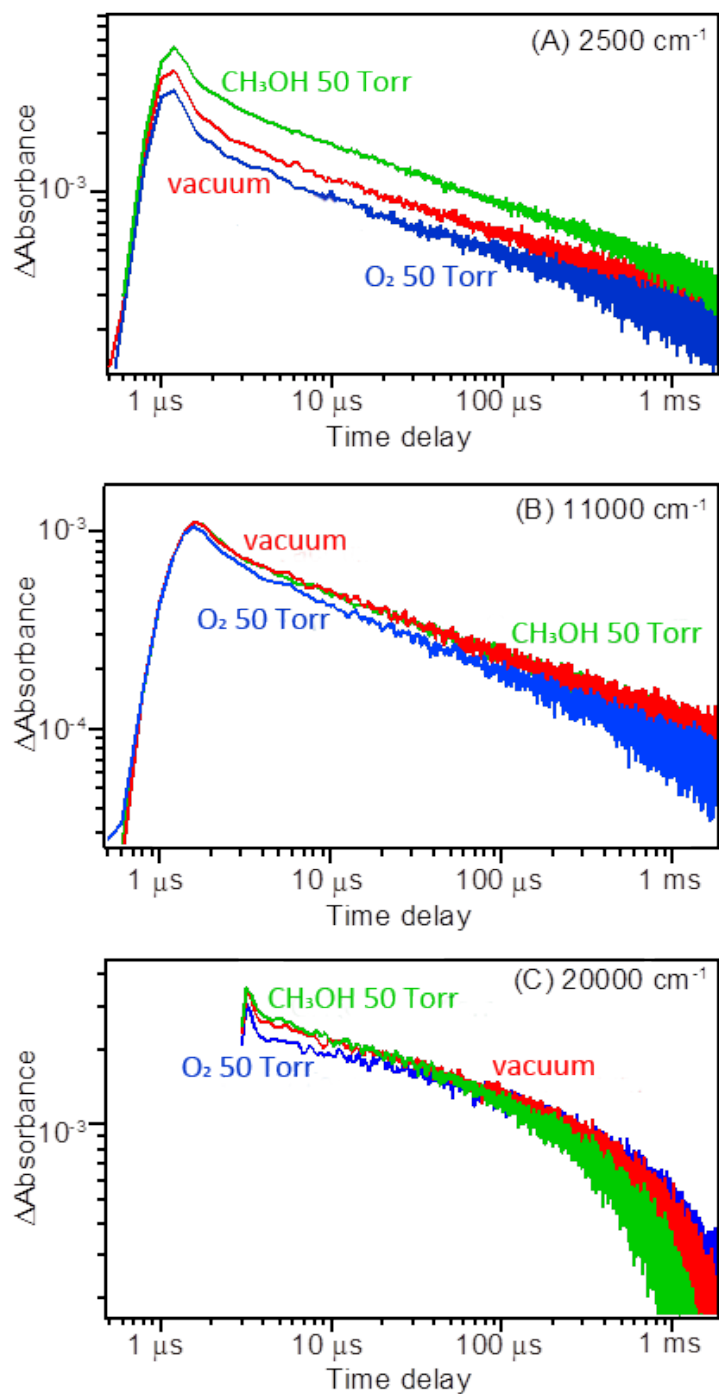 (A) 2500 cm⁻¹
CH₃OH 50 Torr
vacuum
O₂ 50 Torr
10⁻³
ΔAbsorbance
1 μs 10 μs 100 μs 1 ms
Time delay
(B) 11000 cm⁻¹
10⁻³
vacuum
O₂ 50 Torr
CH₃OH 50 Torr
10⁻⁴
ΔAbsorbance
1 μs 10 μs 100 μs 1 ms
Time delay
(C) 20000 cm⁻¹
CH₃OH 50 Torr
O₂ 50 Torr
vacuum
10⁻³
ΔAbsorbance
1 μs 10 μs 100 μs 1 ms
Time delay